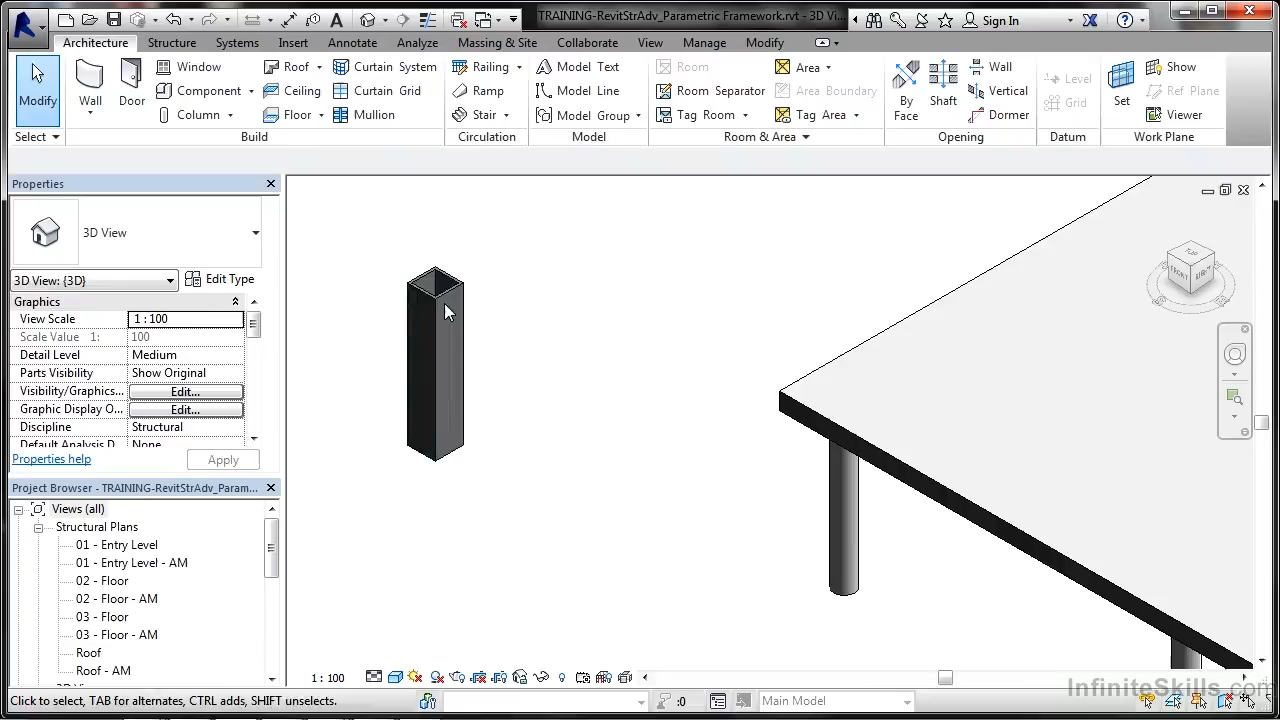 TRAINING-RevitStrAdv_Parametric Framework.rvt - 3D Vi...
Sign In
Architecture Structure Systems Insert Annotate Analyze Massing & Site Collaborate View Manage Modify
Modify
Select
Wall
Door
Window
Component
Column
Roof
Ceiling
Floor
Curtain System
Curtain Grid
Mullion
Build
Railing
Ramp
Stair
Circulation
Model Text
Model Line
Model Group
Model
Room
Room Separator
Tag Room
Area
Area Boundary
Tag Area
Room & Area
By
Face
Shaft
Wall
Vertical
Dormer
Opening
Level
Grid
Datum
Set
Show
Ref Plane
Viewer
Work Plane
Properties
3D View
3D View: {3D}
Edit Type
Graphics
View Scale 1 : 100
Scale Value 1: 100
Detail Level Medium
Parts Visibility Show Original
Visibility/Graphics... Edit...
Graphic Display O... Edit...
Discipline Structural
Default Analysis D... None
Properties help
Apply
Project Browser - TRAINING-RevitStrAdv_Param...
Views (all)
Structural Plans
01 - Entry Level
01 - Entry Level - AM
02 - Floor
02 - Floor - AM
03 - Floor
03 - Floor - AM
Roof
Roof - AM
TOP
FRONT
1 : 100
Click to select, TAB for alternates, CTRL adds, SHIFT unselects.
:0
Main Model
InfiniteSkills.com